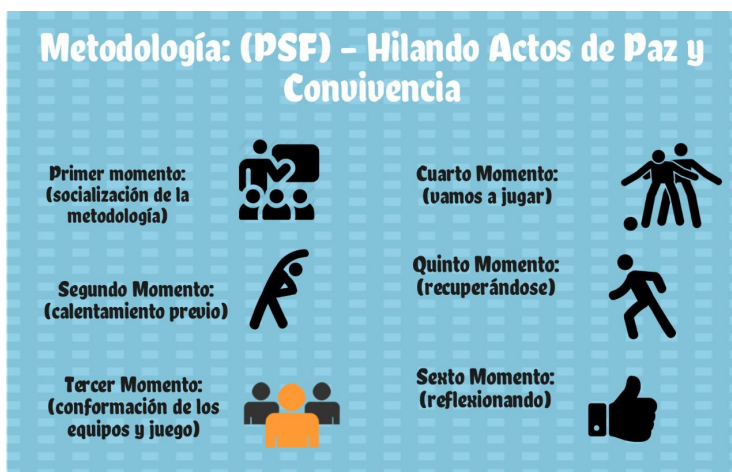 Metodología: (PSF) - Hilando Actos de Paz y
Convivencia
Primer momento:
(socialización de la
metodología)
Segundo Momento:
(calentamiento previo)
Tercer Momento:
(conformación de los
equipos y juego)
Cuarto Momento:
(vamos a jugar)
Quinto Momento:
(recuperándose)
Sexto Momento:
(reflexionando)